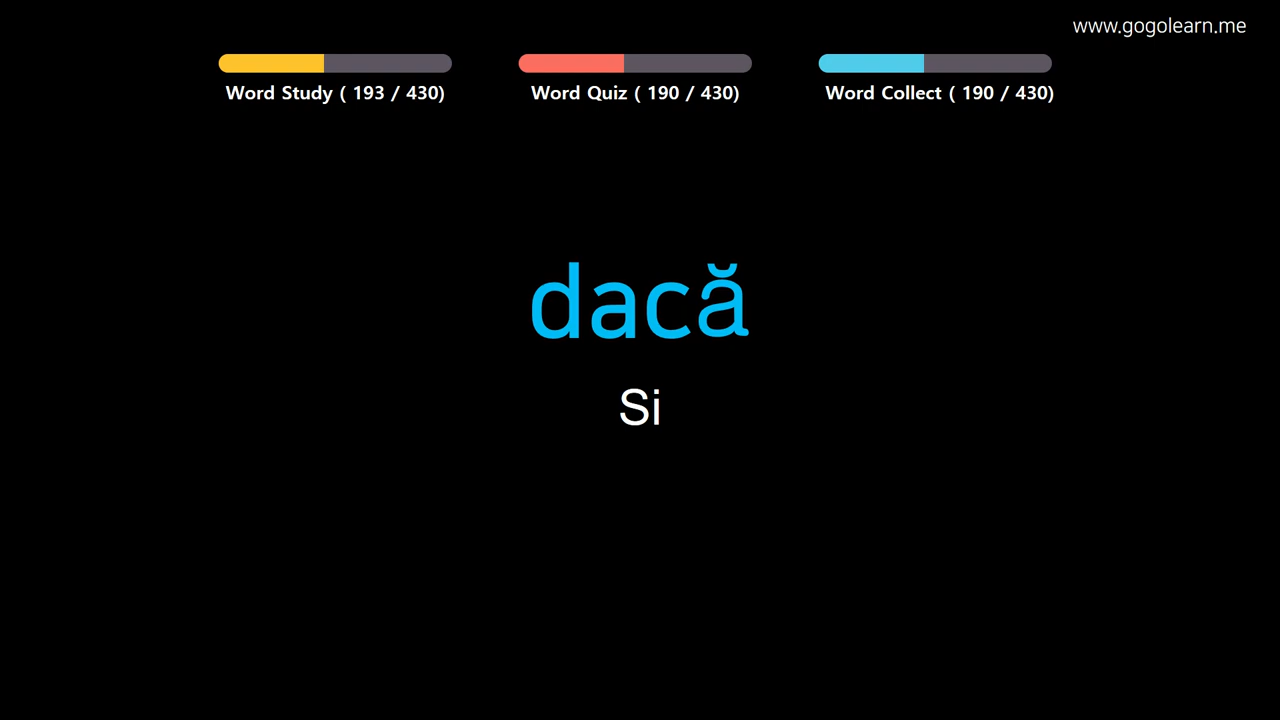 www.gogolearn.me
Word Study ( 193 / 430)
Word Quiz ( 190 / 430)
Word Collect ( 190 / 430)
dacă
Si